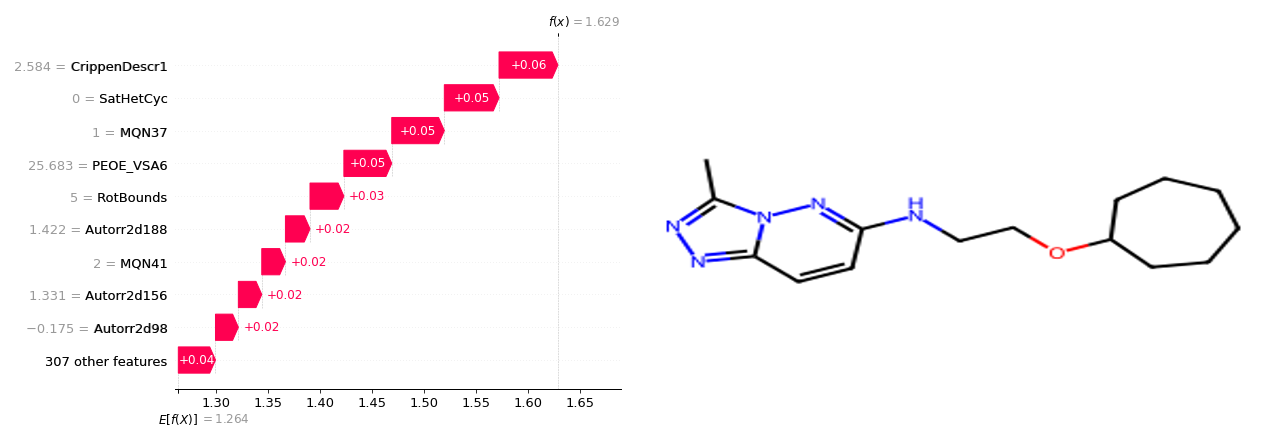 f(x) = 1.629
2.584 = CrippenDescr1
+0.06
0 = SatHetCyc
+0.05
1 = MQN37
+0.05
25.683 = PEOE_VSA6
+0.05
5 = RotBounds
+0.03
1.422 = Autorr2d188
+0.02
2 = MQN41
+0.02
1.331 = Autorr2d156
+0.02
−0.175 = Autorr2d98
+0.02
307 other features
+0.04
1.30 1.35 1.40 1.45 1.50 1.55 1.60 1.65
E[f(X)] = 1.264
H
N
N
N
N
N
O